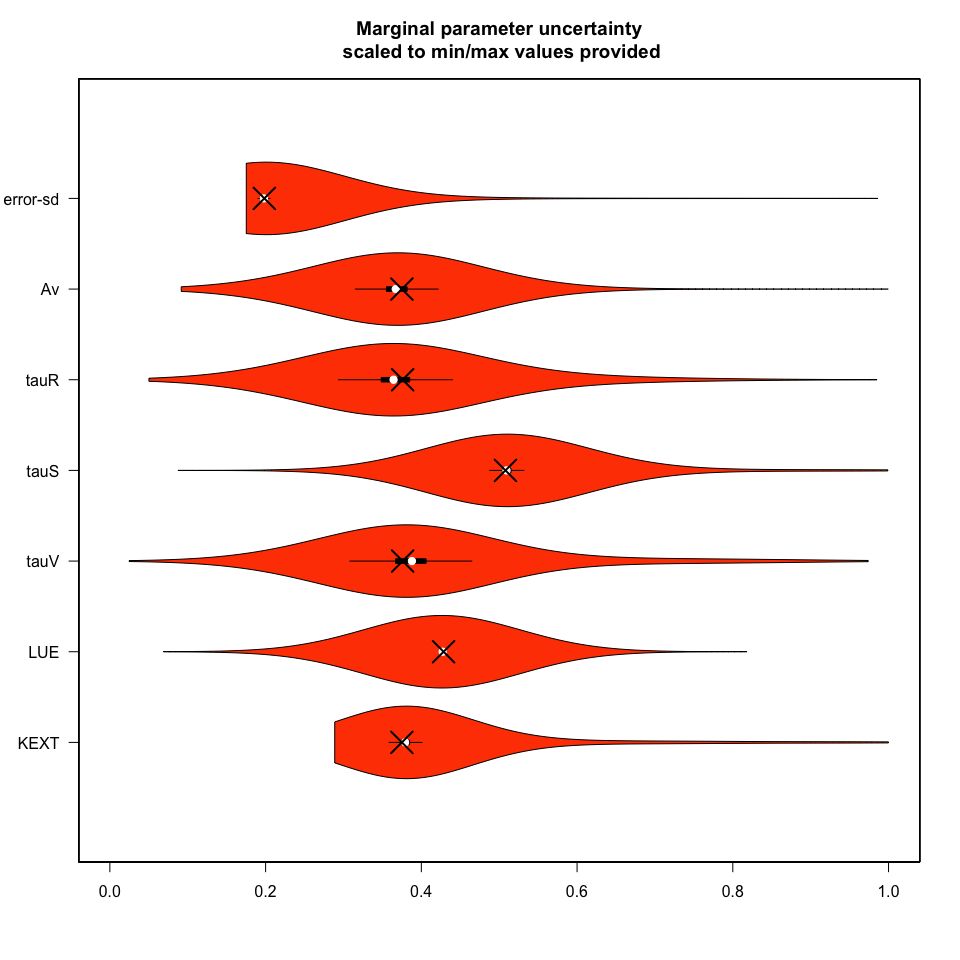 Marginal parameter uncertainty
scaled to min/max values provided
error-sd
Av
tauR
tauS
tauV
LUE
KEXT
0.0 0.2 0.4 0.6 0.8 1.0